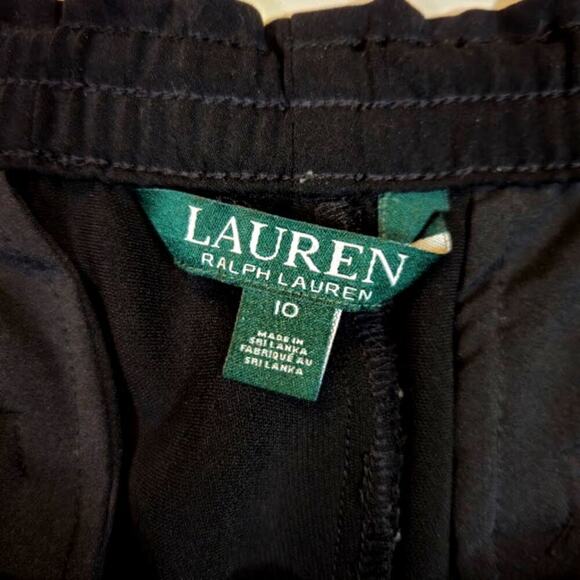 LAUREN
RALPH LAUREN
10
MADE IN
SRI LANKA
FABRIQUÉ AU
SRI LANKA